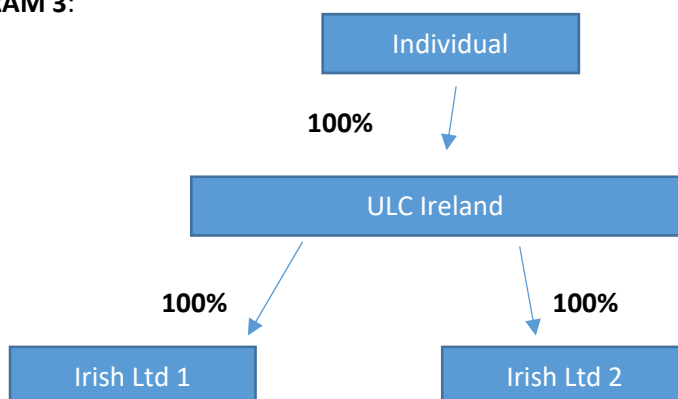 AM 3:
Individual
100%
ULC Ireland
100% 100%
Irish Ltd 1 Irish Ltd 2